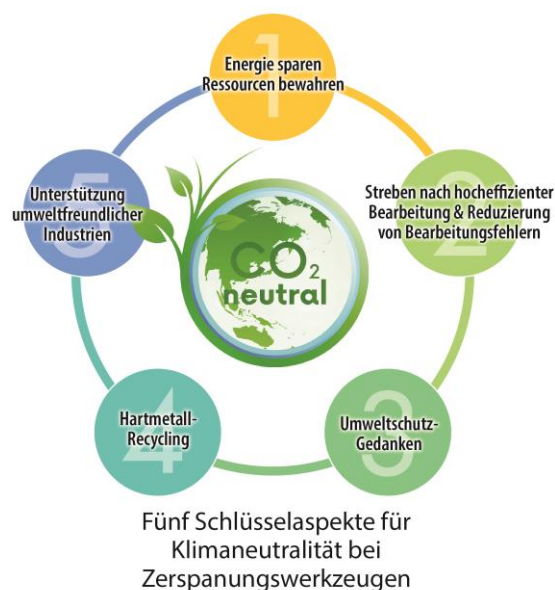 1
Energie sparen
Ressourcen bewahren
2
Streben nach hocheffizienter
Bearbeitung & Reduzierung
von Bearbeitungsfehlern
3
Umweltschutz-
Gedanken
4
Hartmetall-
Recycling
5
Unterstützung
umweltfreundlicher
Industrien
CO2
neutral
Fünf Schlüsselaspekte für
Klimaneutralität bei
Zerspanungswerkzeugen